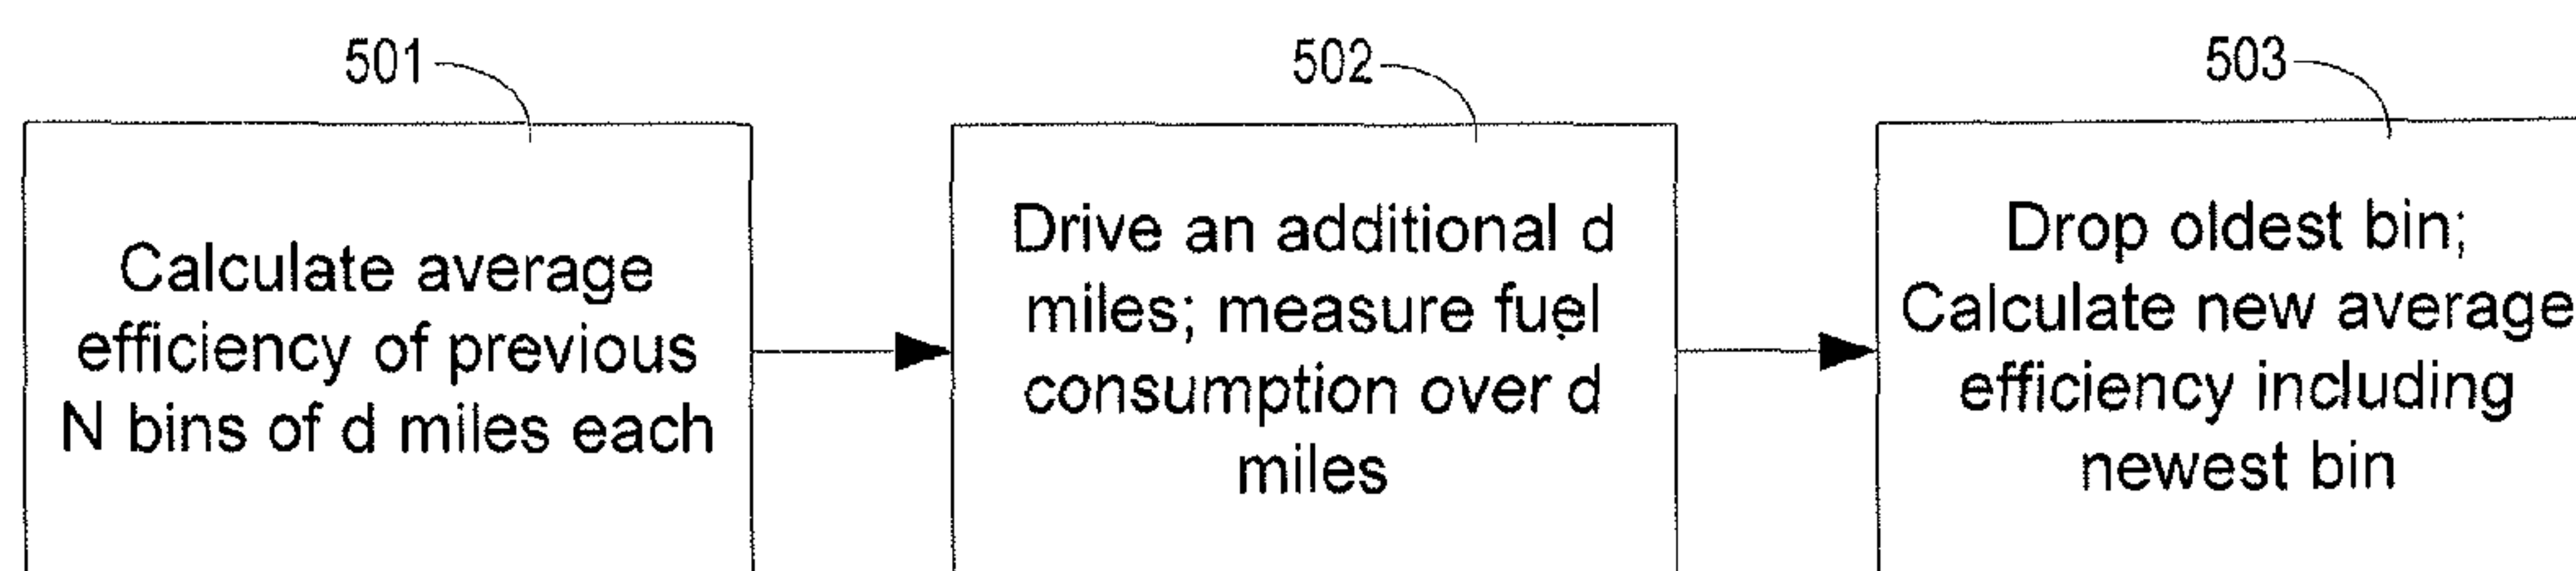 501
502
503
Calculate average
efficiency of previous
N bins of d miles each
Drive an additional d
miles; measure fuel
consumption over d
miles
Drop oldest bin;
Calculate new average
efficiency including
newest bin